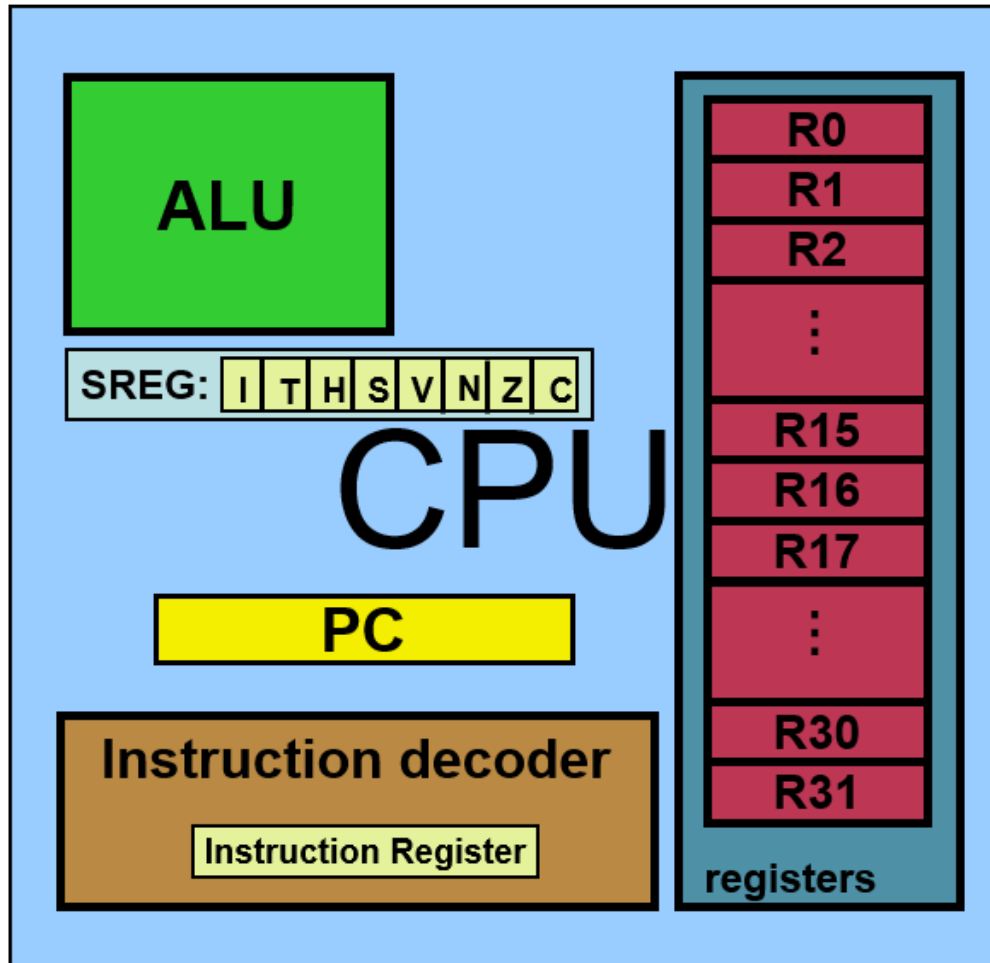 ALU
SREG: I T H S V N Z C
CPU
PC
Instruction decoder
Instruction Register
R0
R1
R2
⋮
R15
R16
R17
⋮
R30
R31
registers